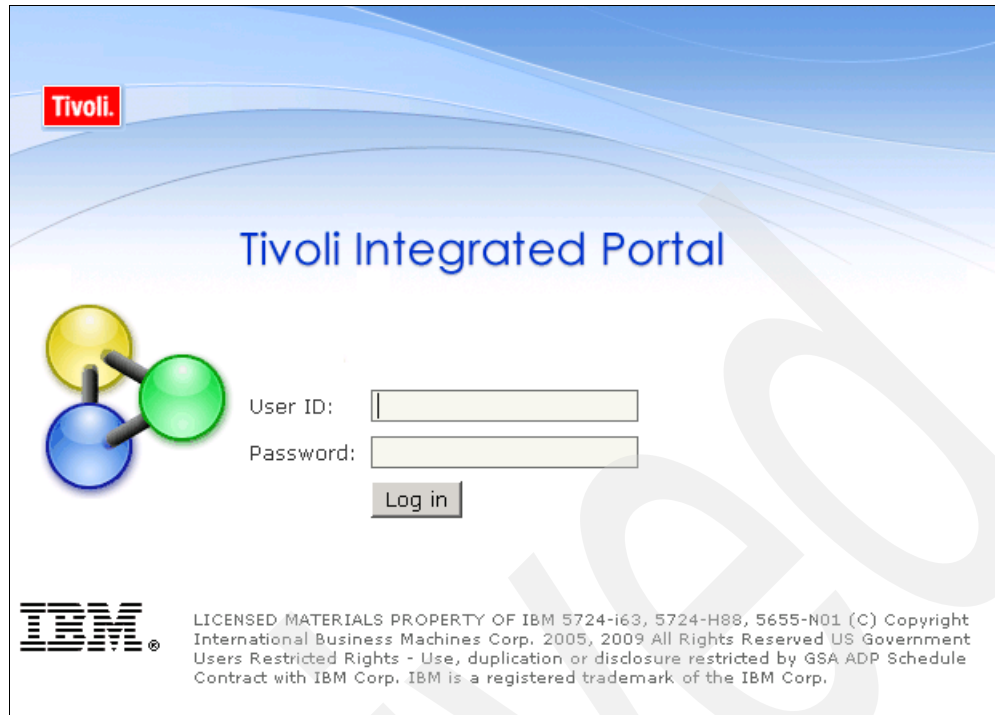 Tivoli.
Tivoli Integrated Portal
User ID:
Password:
Log in
IBM®
LICENSED MATERIALS PROPERTY OF IBM 5724-i63, 5724-H88, 5655-N01 (C) Copyright
International Business Machines Corp. 2005, 2009 All Rights Reserved US Government
Users Restricted Rights - Use, duplication or disclosure restricted by GSA ADP Schedule
Contract with IBM Corp. IBM is a registered trademark of the IBM Corp.